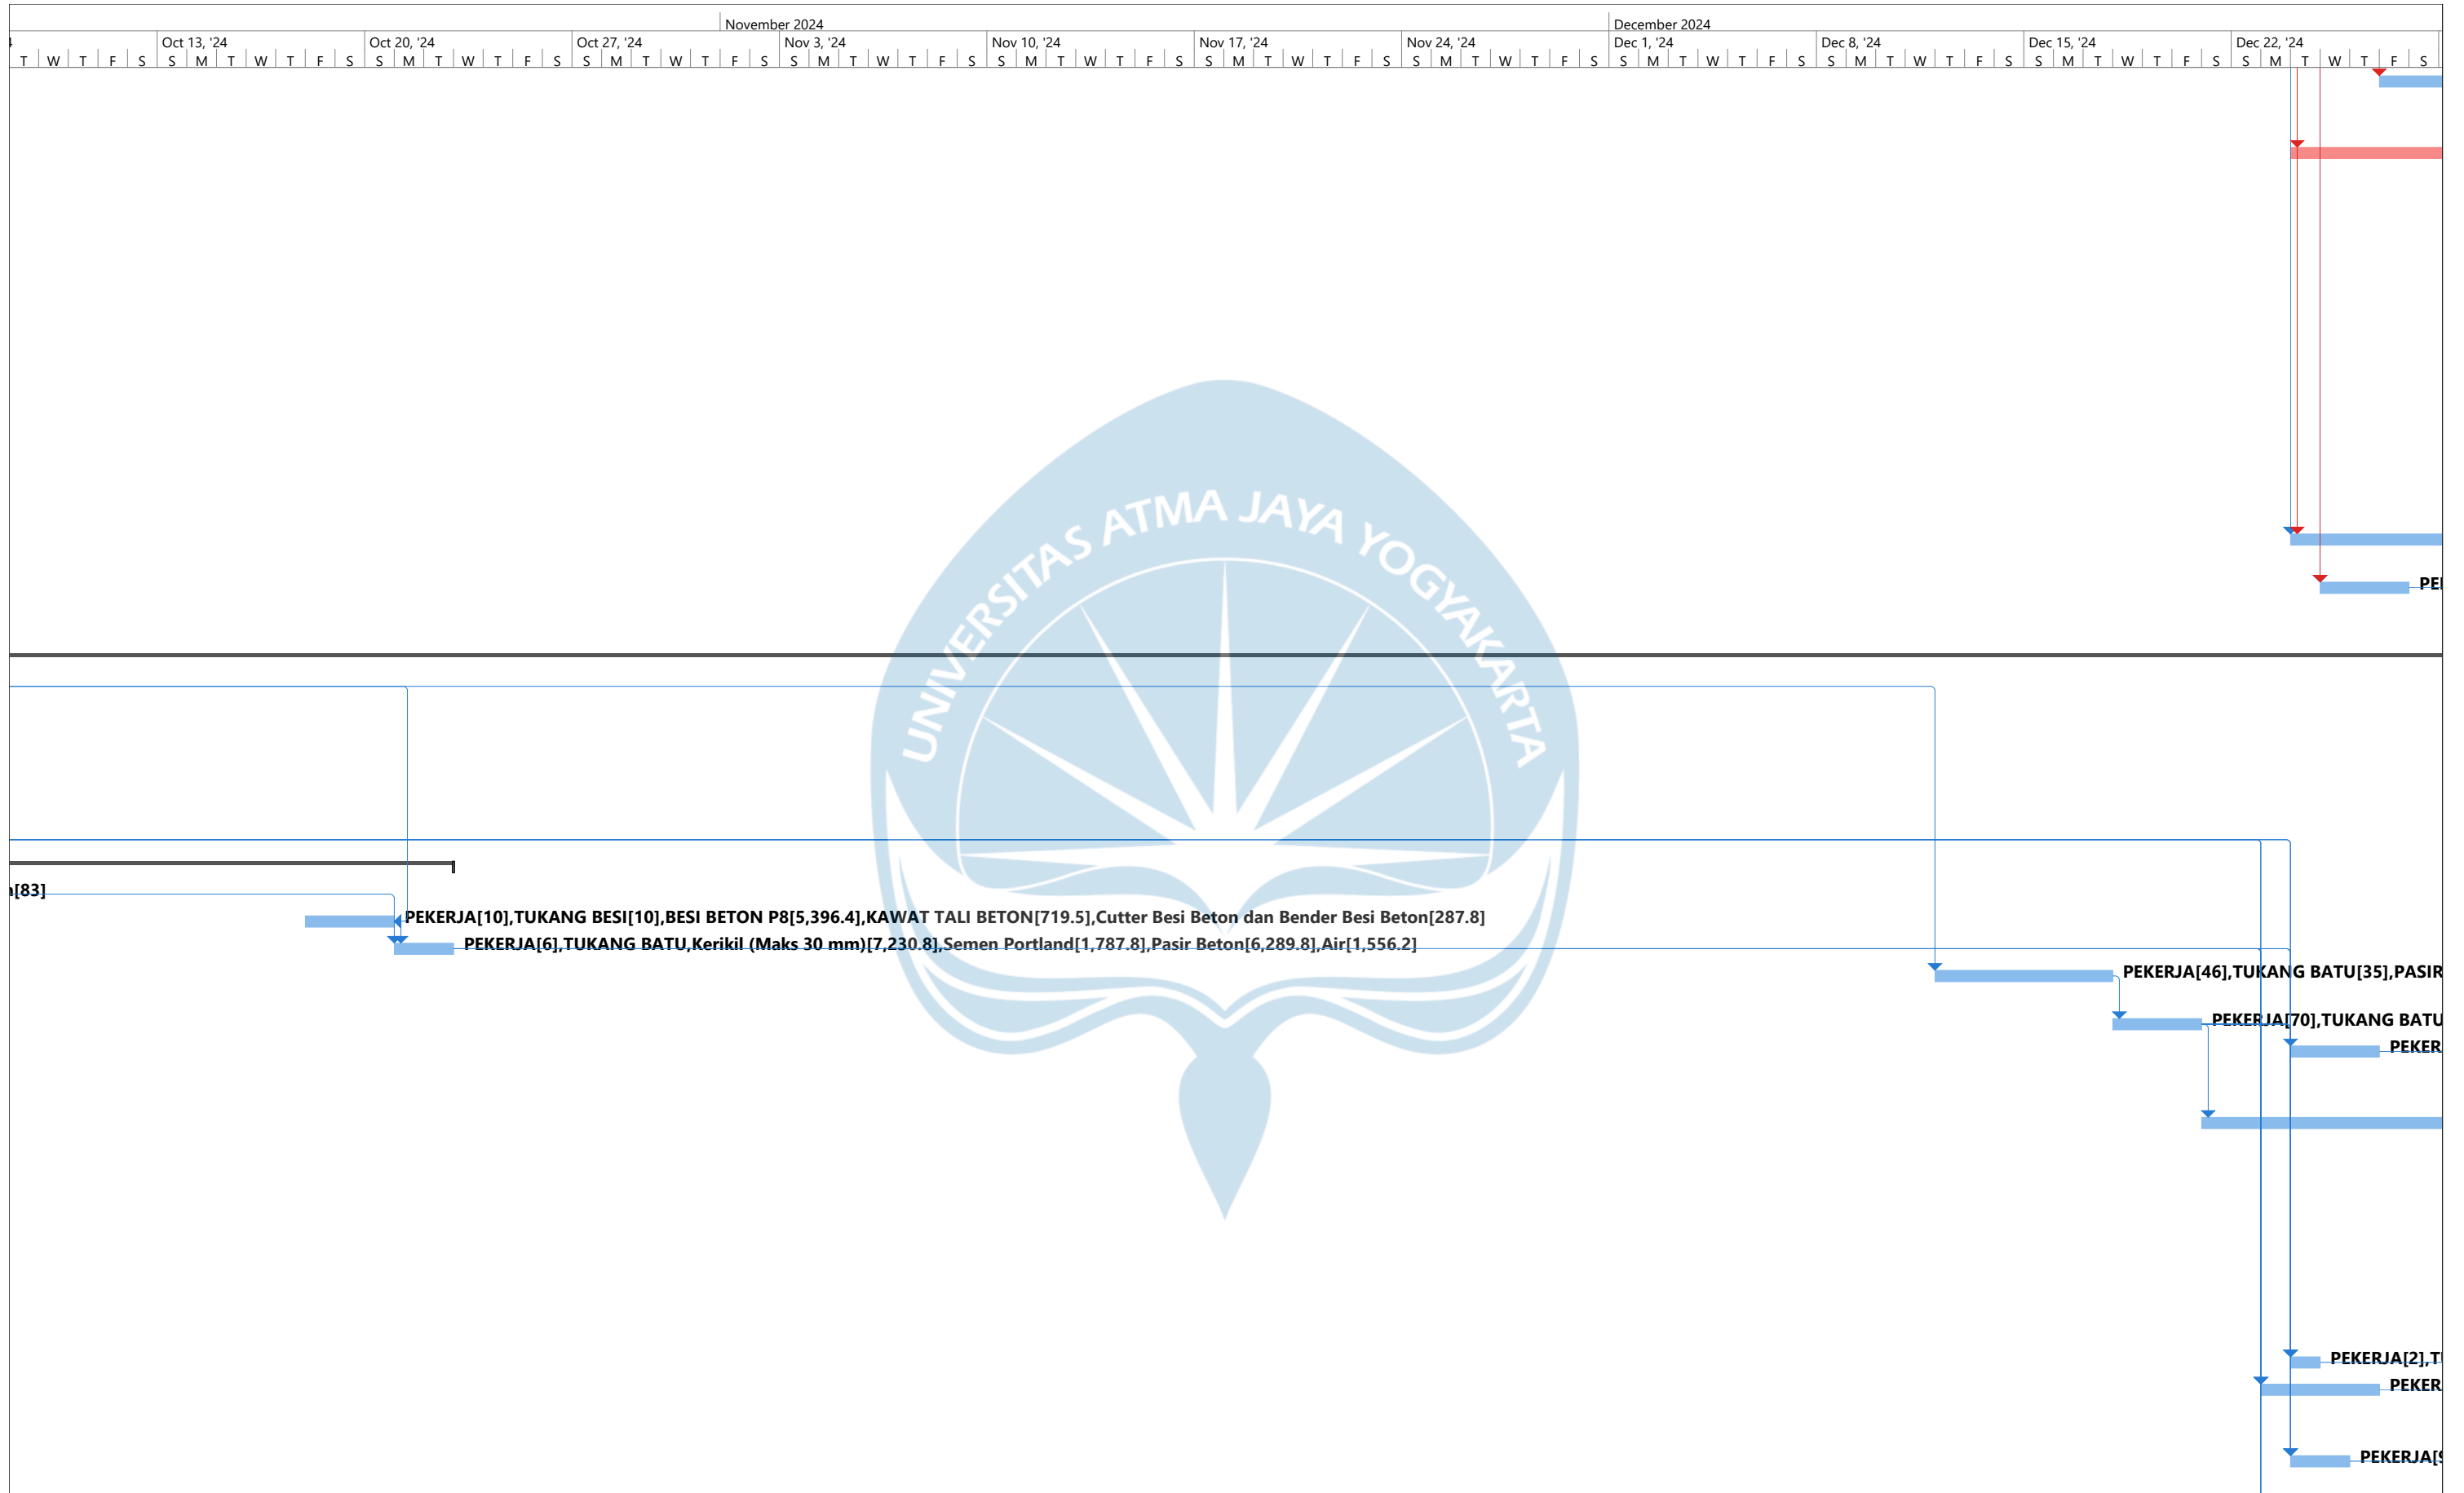 November 2024 December 2024
Oct 13, '24 Oct 20, '24 Oct 27, '24 Nov 3, '24 Nov 10, '24 Nov 17, '24 Nov 24, '24 Dec 1, '24 Dec 8, '24 Dec 15, '24 Dec 22, '24
T W T F S S M T W T F S S M T W T F S S M T W T F S S M T W T F S S M T W T F S S M T W T F S S M T W T F S S M T W T F S S M T W T F S S M T W T F S S M T W T F S S M T W T F S
UNIVERSITAS ATMA JAYA YOGYAKARTA
PE
[83]
PEKERJA[10],TUKANG BESI[10],BESI BETON P8[5,396.4],KAWAT TALI BETON[719.5],Cutter Besi Beton dan Bender Besi Beton[287.8]
PEKERJA[6],TUKANG BATU,Kerikil (Maks 30 mm)[7,230.8],Semen Portland[1,787.8],Pasir Beton[6,289.8],Air[1,556.2]
PEKERJA[46],TUKANG BATU[35],PASIR
PEKERJA[70],TUKANG BATU
PEKER
PEKERJA[2],T
PEKER
PEKERJA[